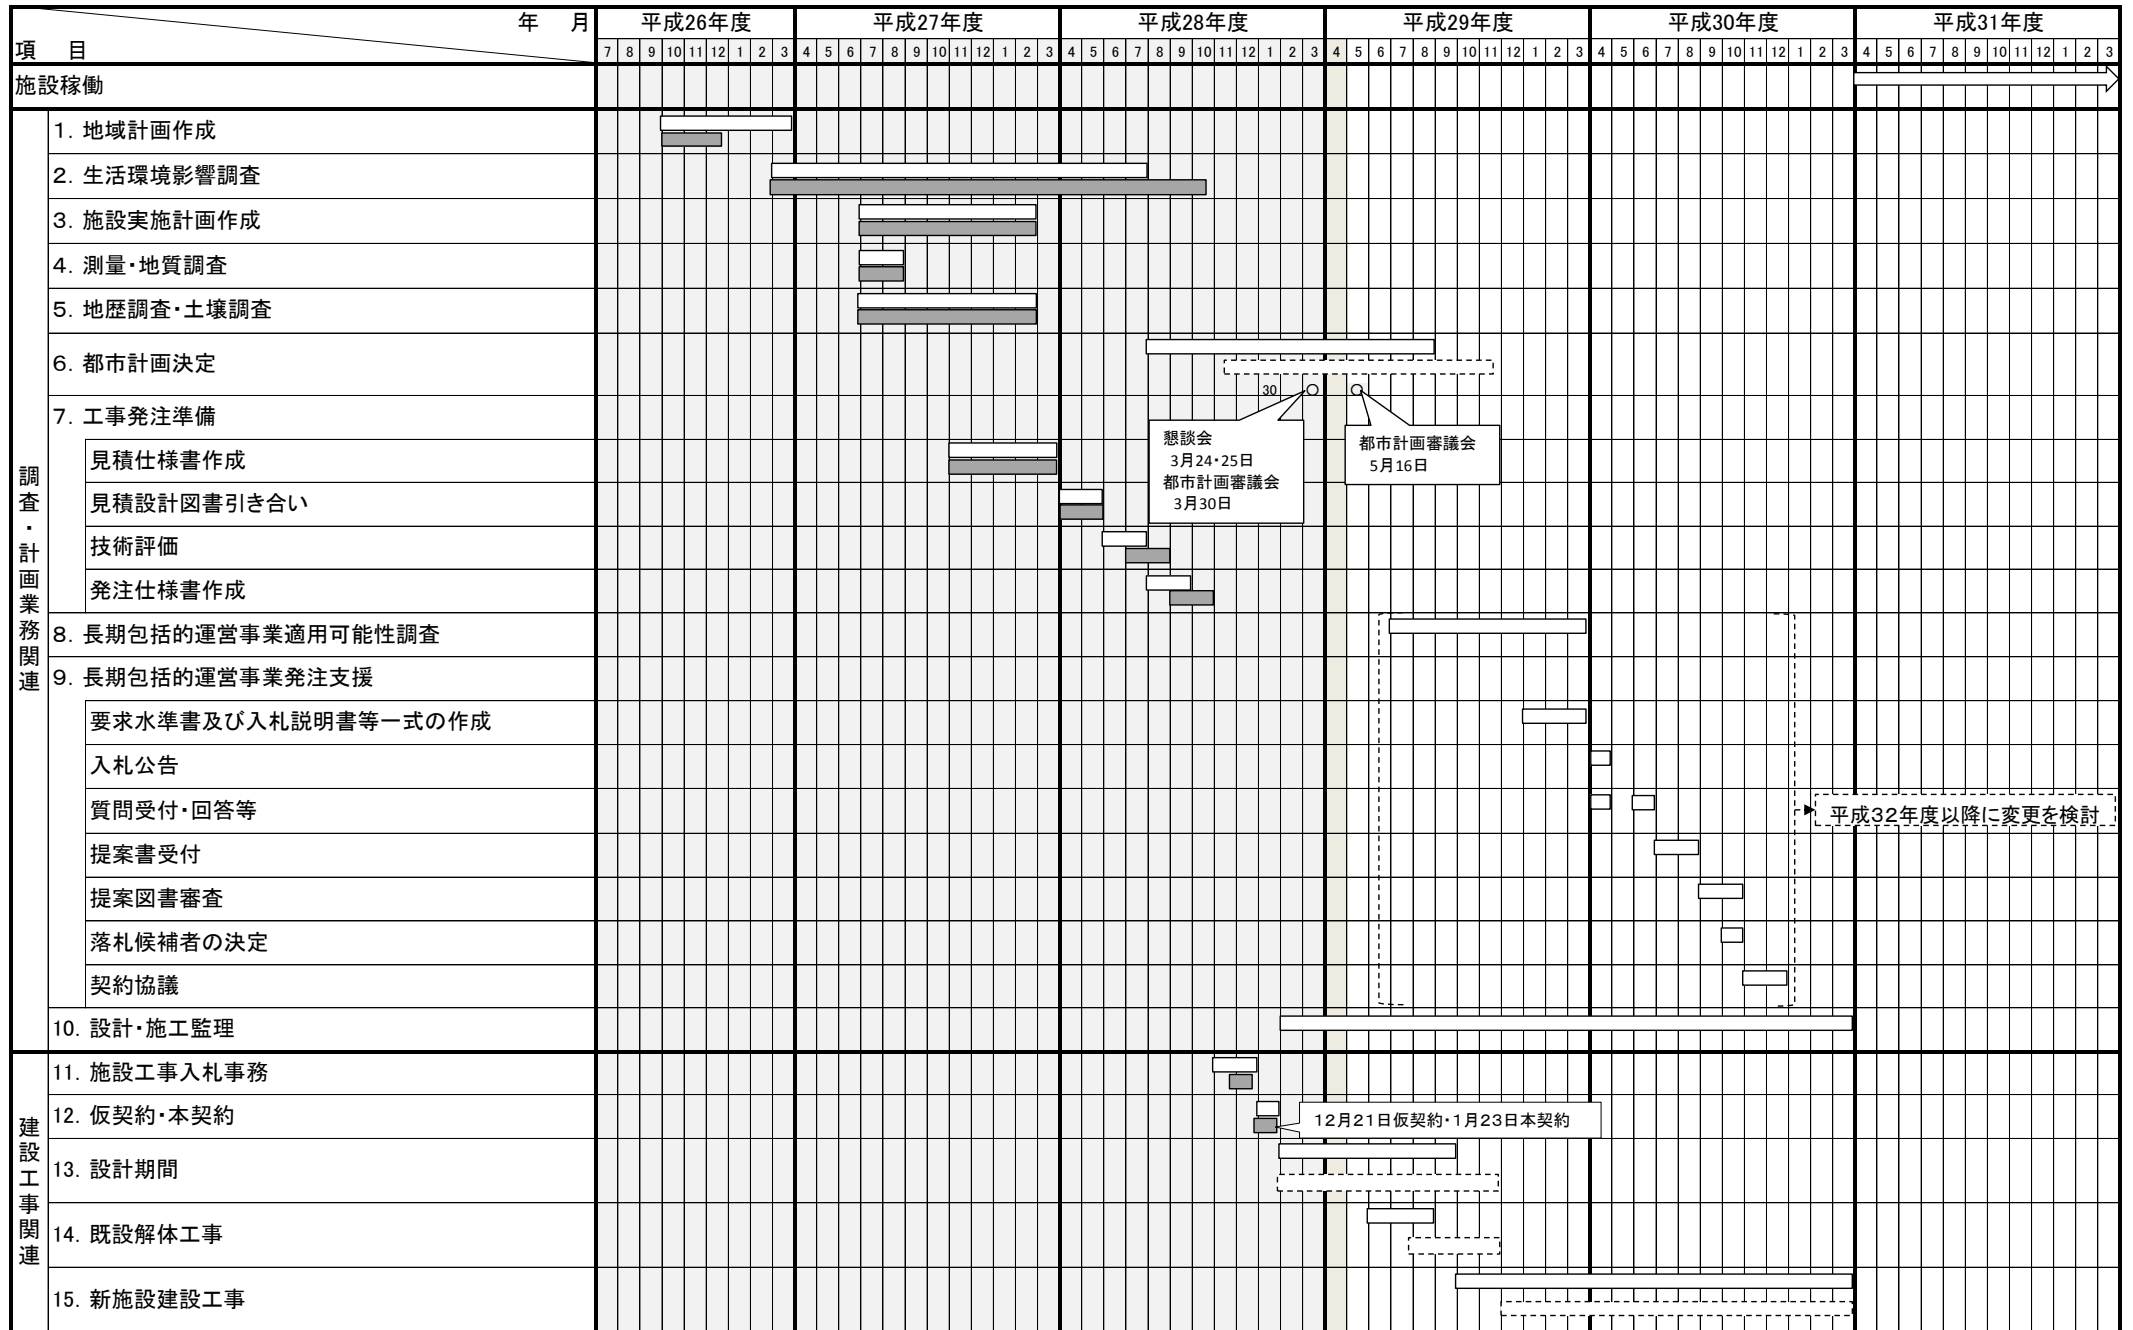 年 月 平成26年度 平成27年度 平成28年度 平成29年度 平成30年度 平成31年度
項 目 7 8 9 10 11 12 1 2 3 4 5 6 7 8 9 10 11 12 1 2 3 4 5 6 7 8 9 10 11 12 1 2 3 4 5 6 7 8 9 10 11 12 1 2 3 4 5 6 7 8 9 10 11 12 1 2 3 4 5 6 7 8 9 10 11 12 1 2 3
施設稼働
調査・計画業務関連
1. 地域計画作成
2. 生活環境影響調査
3. 施設実施計画作成
4. 測量・地質調査
5. 地歴調査・土壌調査
6. 都市計画決定
30
7. 工事発注準備
懇談会
3月24・25日
都市計画審議会
3月30日
都市計画審議会
5月16日
見積仕様書作成
見積設計図書引き合い
技術評価
発注仕様書作成
8. 長期包括的運営事業適用可能性調査
9. 長期包括的運営事業発注支援
要求水準書及び入札説明書等一式の作成
入札公告
質問受付・回答等
平成32年度以降に変更を検討
提案書受付
提案図書審査
落札候補者の決定
契約協議
10. 設計・施工監理
建設工事関連
11. 施設工事入札事務
12. 仮契約・本契約
12月21日仮契約・1月23日本契約
13. 設計期間
14. 既設解体工事
15. 新施設建設工事